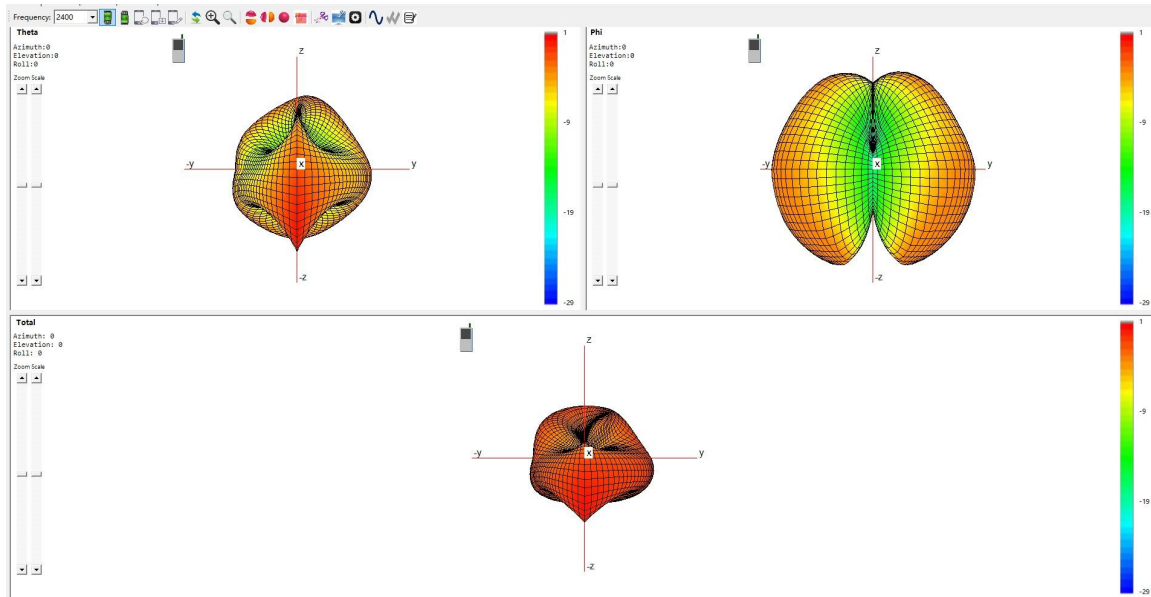 Frequency: 2400
Theta
Azimuth:0
Elevation:0
Roll:0
Zoom Scale
z
-y
x
y
-z
1
-9
-19
-29
Phi
Azimuth:0
Elevation:0
Roll:0
Zoom Scale
z
-y
x
y
-z
1
-9
-19
-29
Total
Azimuth: 0
Elevation: 0
Roll: 0
Zoom Scale
z
-y
x
y
-z
1
-9
-19
-29